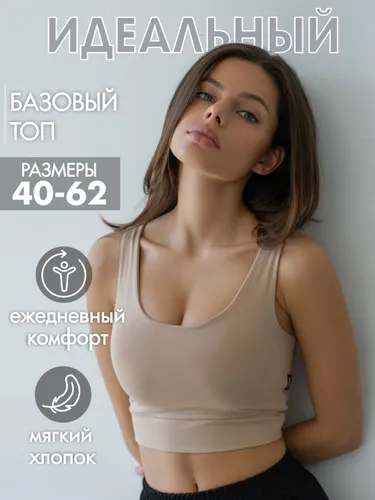 ИДЕАЛЬНЫЙ
БАЗОВЫЙ
ТОП
РАЗМЕРЫ
40-62
ежедневный
комфорт
мягкий
хлопок